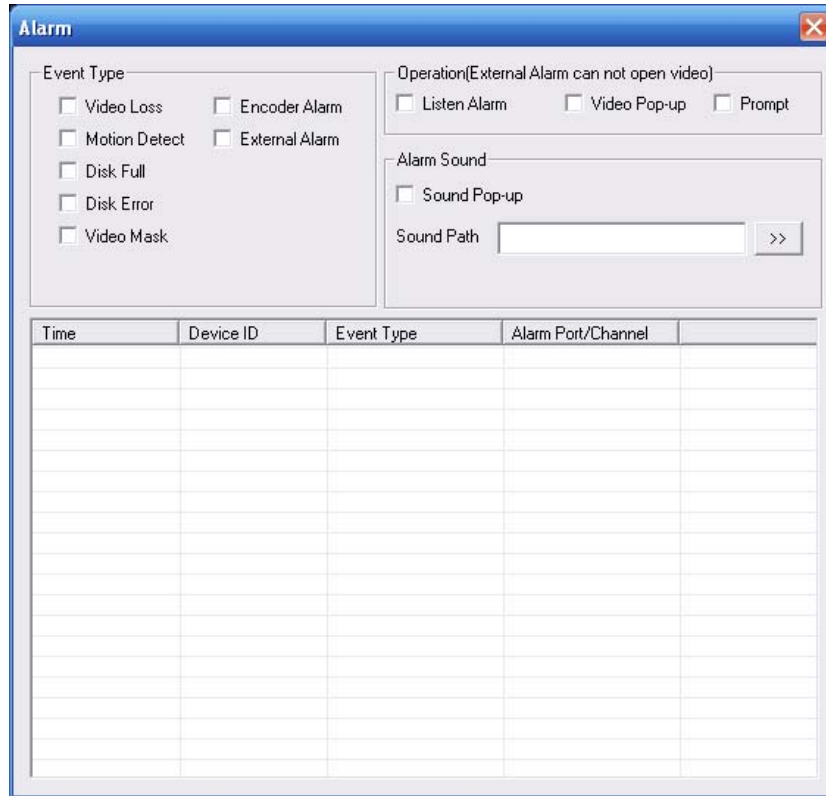 Alarm
Event Type
Video Loss
Encoder Alarm
Motion Detect
External Alarm
Disk Full
Disk Error
Video Mask
Operation(External Alarm can not open video)
Listen Alarm
Video Pop-up
Prompt
Alarm Sound
Sound Pop-up
Sound Path
>>
Time
Device ID
Event Type
Alarm Port/Channel